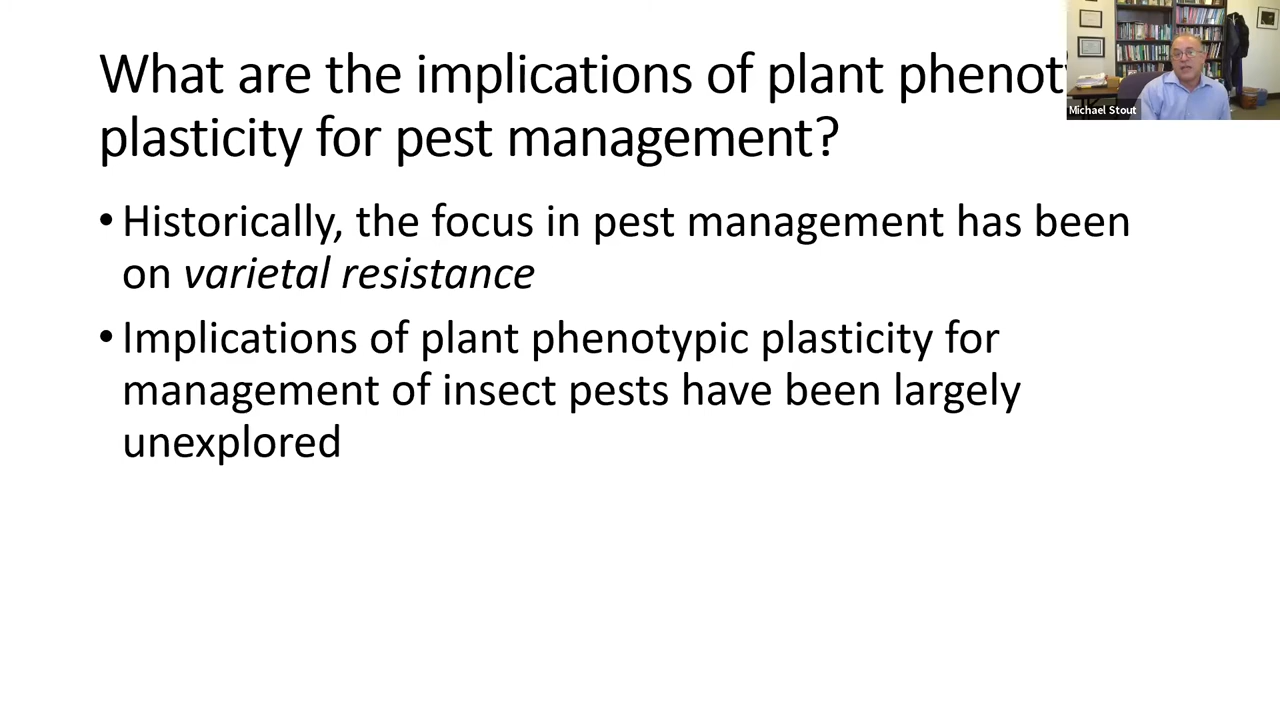 What are the implications of plant phenoty
plasticity for pest management?
• Historically, the focus in pest management has been
on varietal resistance
• Implications of plant phenotypic plasticity for
management of insect pests have been largely
unexplored
Michael Stout